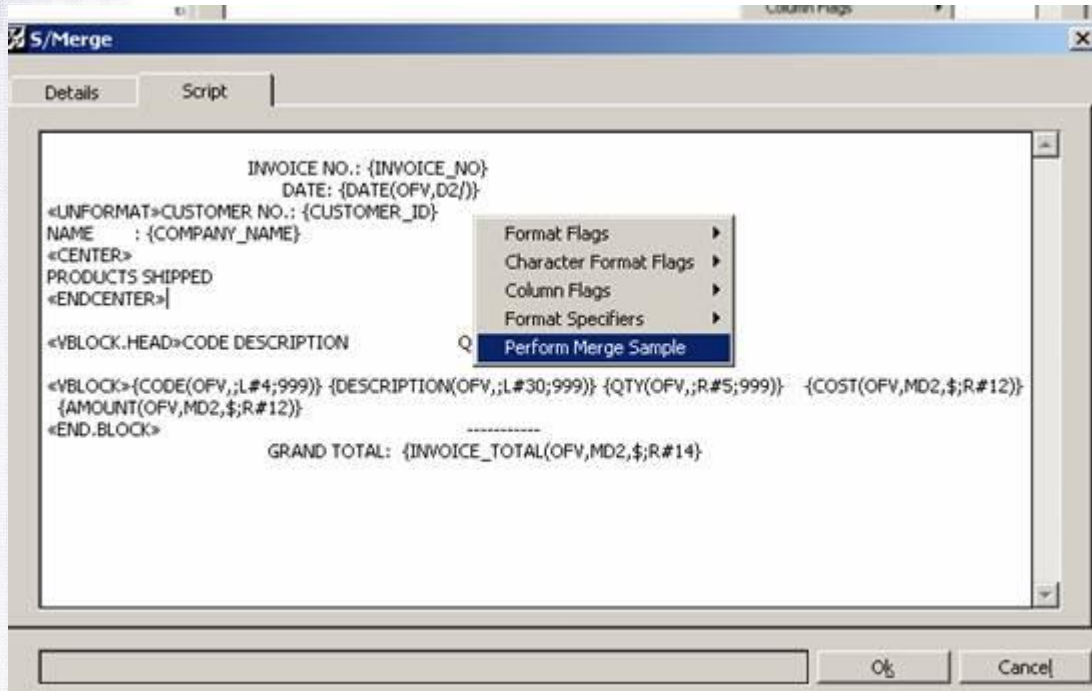 Column Flags
S/Merge
Details Script
INVOICE NO.: {INVOICE_NO}
DATE: {DATE(OFV,D2/)}
«UNFORMAT»CUSTOMER NO.: {CUSTOMER_ID}
NAME : {COMPANY_NAME}
«CENTER»
PRODUCTS SHIPPED
«ENDCENTER»
«VBLOCK.HEAD»CODE DESCRIPTION Q
«VBLOCK»{CODE(OFV,;L#4;999)} {DESCRIPTION(OFV,;L#30;999)} {QTY(OFV,;R#5;999)} {COST(OFV,MD2,$;R#12)}
{AMOUNT(OFV,MD2,$;R#12)}
«END.BLOCK» -----------
GRAND TOTAL: {INVOICE_TOTAL(OFV,MD2,$;R#14}
Format Flags
Character Format Flags
Column Flags
Format Specifiers
Perform Merge Sample
Ok Cancel